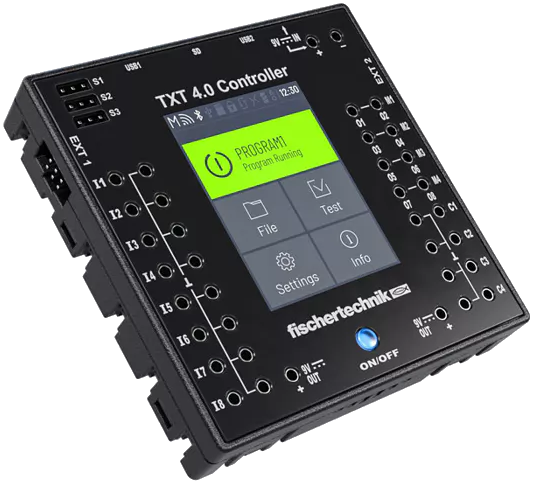 USB1
SD
USB2
9V IN
+
-
S1
S2
S3
EXT 1
EXT 2
TXT 4.0 Controller
12:30
PROGRAM1
Program Running
File
Test
Settings
Info
fischertechnik
ON/OFF
I1
I2
I3
I4
I5
I6
I7
I8
9V
OUT
+
O1
O2
M1
O3
O4
M2
O5
O6
M3
O7
O8
M4
C1
C2
C3
C4
9V
OUT
+